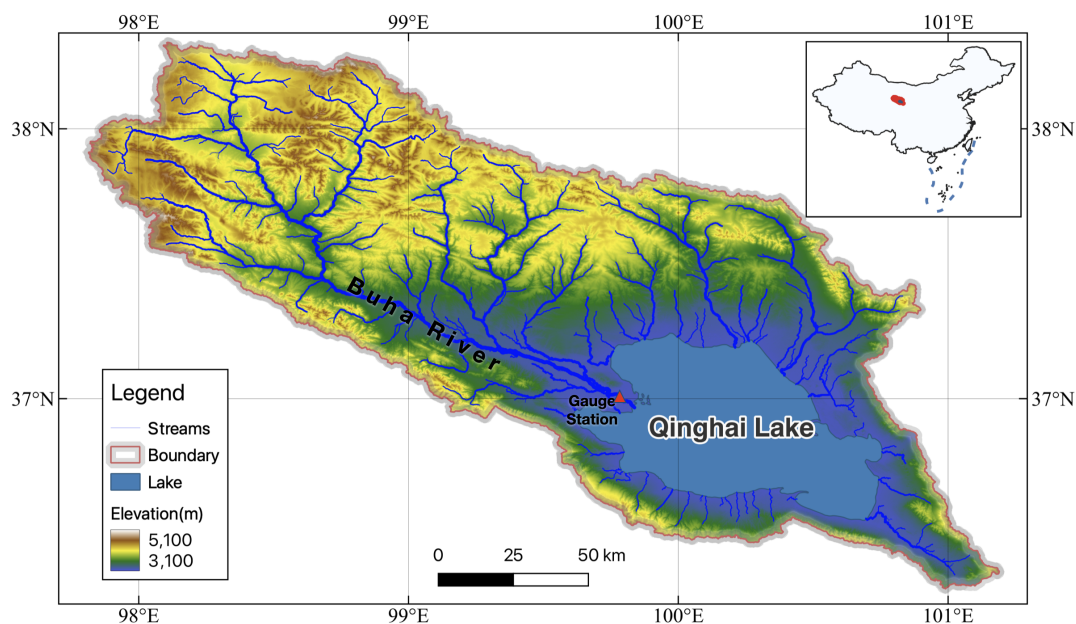 98°E 99°E 100°E 101°E
38°N 38°N
Buha River
37°N 37°N
Gauge
Station
Qinghai Lake
Legend
Streams
Boundary
Lake
Elevation(m)
5,100
3,100
0 25 50 km
98°E 99°E 100°E 101°E